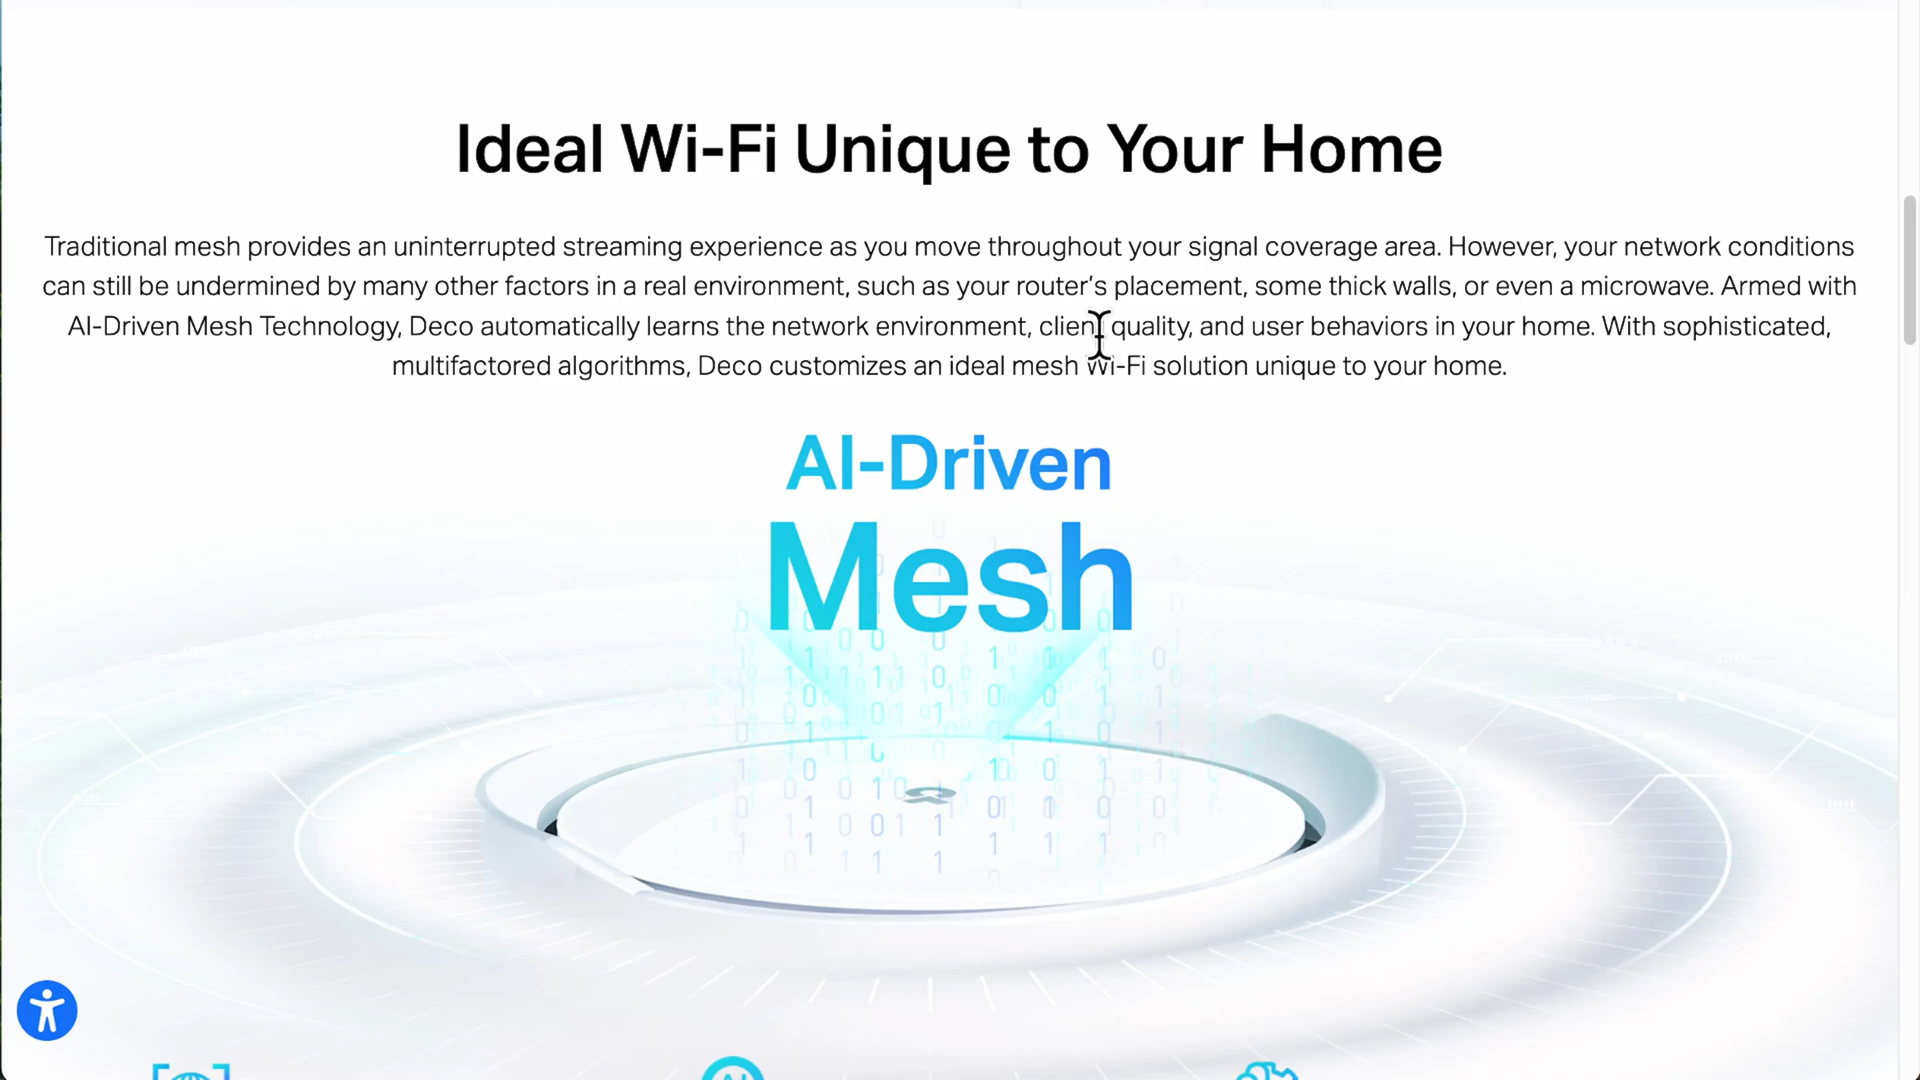 Ideal Wi-Fi Unique to Your Home
Traditional mesh provides an uninterrupted streaming experience as you move throughout your signal coverage area. However, your network conditions
can still be undermined by many other factors in a real environment, such as your router’s placement, some thick walls, or even a microwave. Armed with
AI-Driven Mesh Technology, Deco automatically learns the network environment, client quality, and user behaviors in your home. With sophisticated,
multifactored algorithms, Deco customizes an ideal mesh Wi-Fi solution unique to your home.
AI-Driven
Mesh